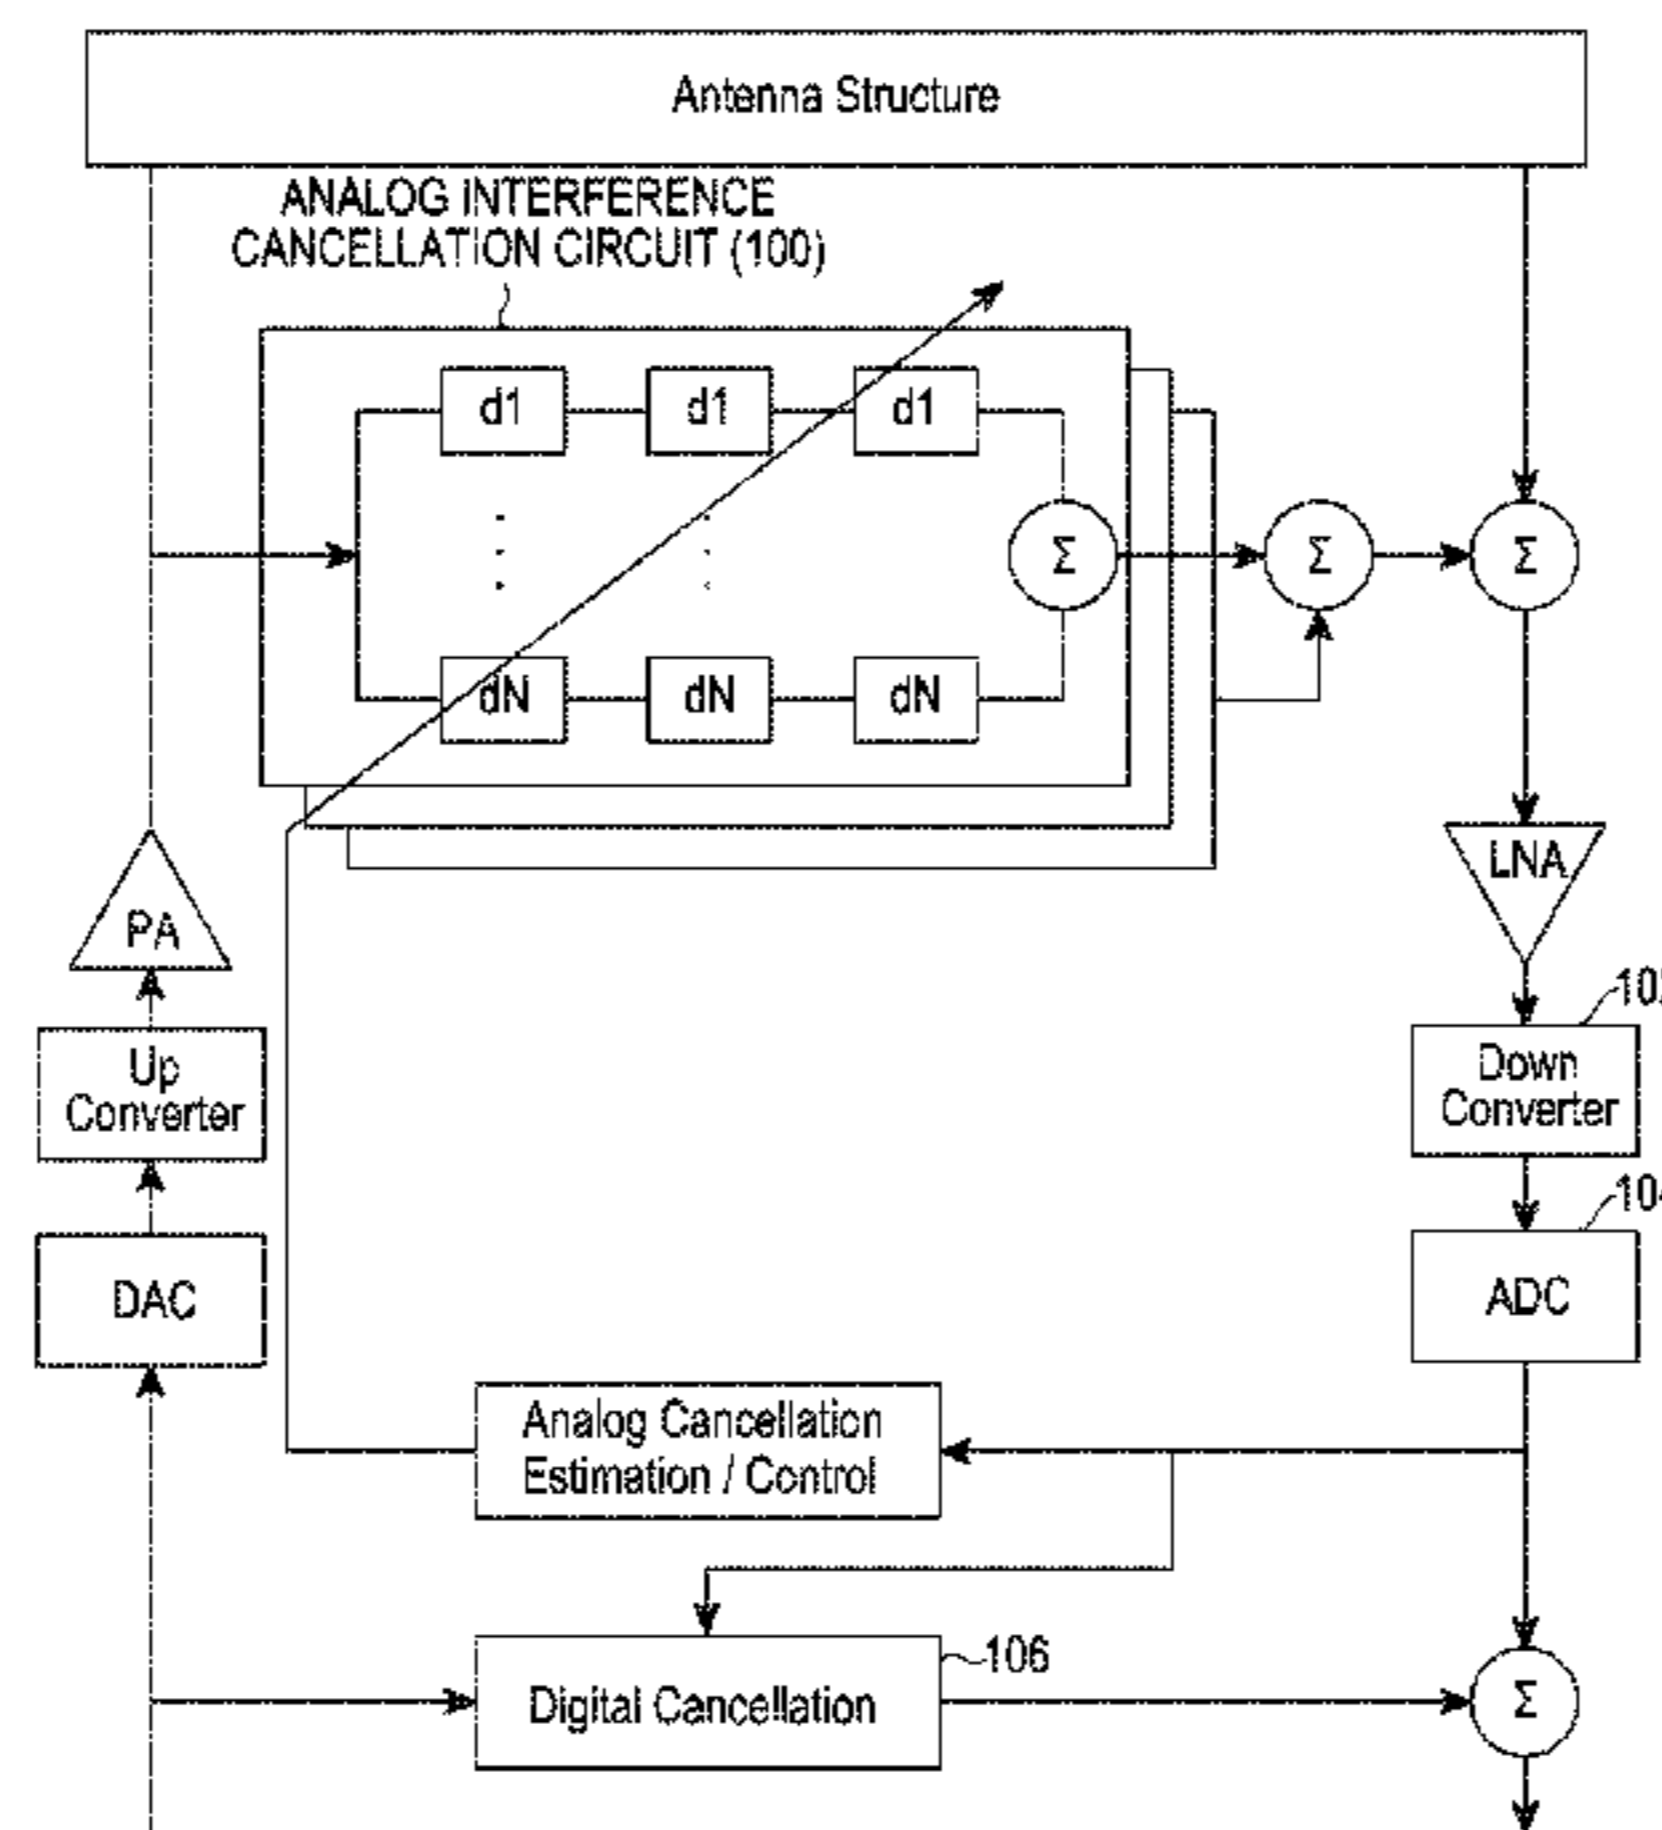 Antenna Structure
ANALOG INTERFERENCE
CANCELLATION CIRCUIT (100)
d1 d1 d1
Σ Σ Σ
dN dN dN
LNA
PA
Up
Converter
Down
Converter
DAC
ADC
Analog Cancellation
Estimation / Control
106
Digital Cancellation
Σ